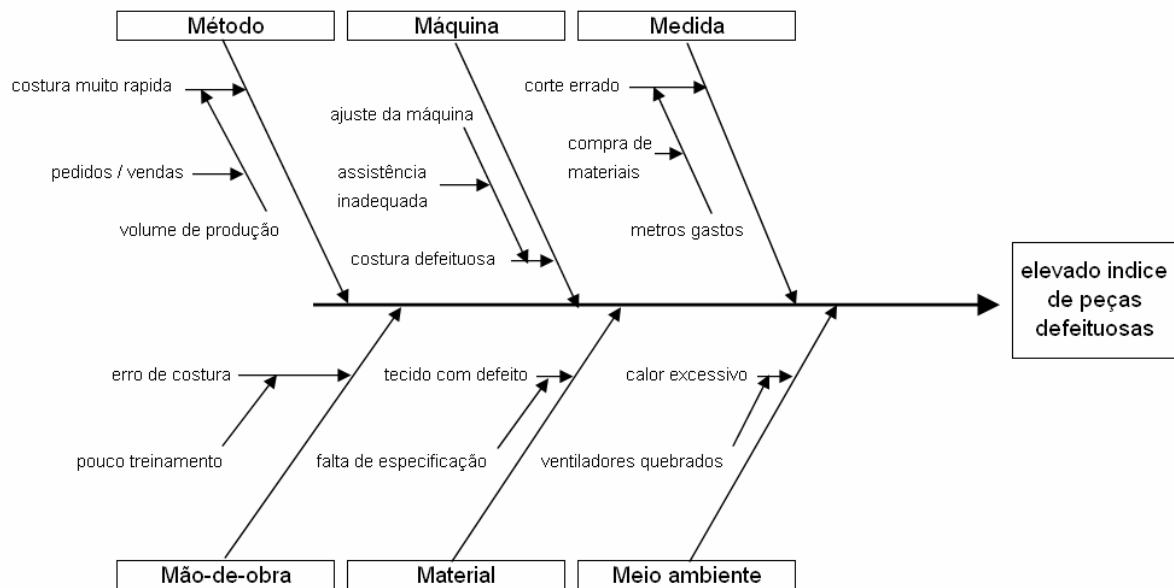 Método
Máquina
Medida
costura muito rapida
corte errado
ajuste da máquina
compra de
materiais
pedidos / vendas
assistência
inadequada
volume de produção
metros gastos
costura defeituosa
elevado indice
de peças
defeituosas
erro de costura
tecido com defeito
calor excessivo
pouco treinamento
falta de especificação
ventiladores quebrados
Mão-de-obra
Material
Meio ambiente